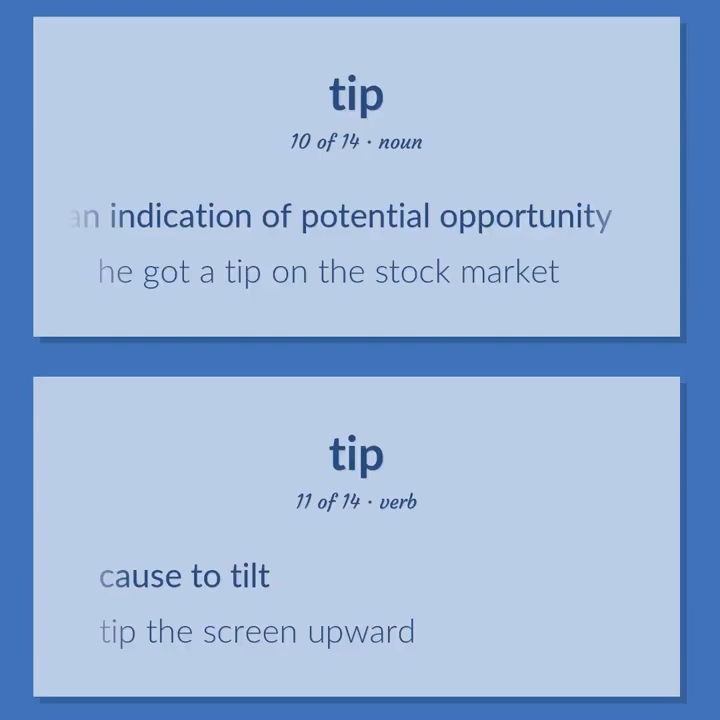 tip
10 of 14 · noun
an indication of potential opportunity
he got a tip on the stock market
tip
11 of 14 · verb
cause to tilt
tip the screen upward